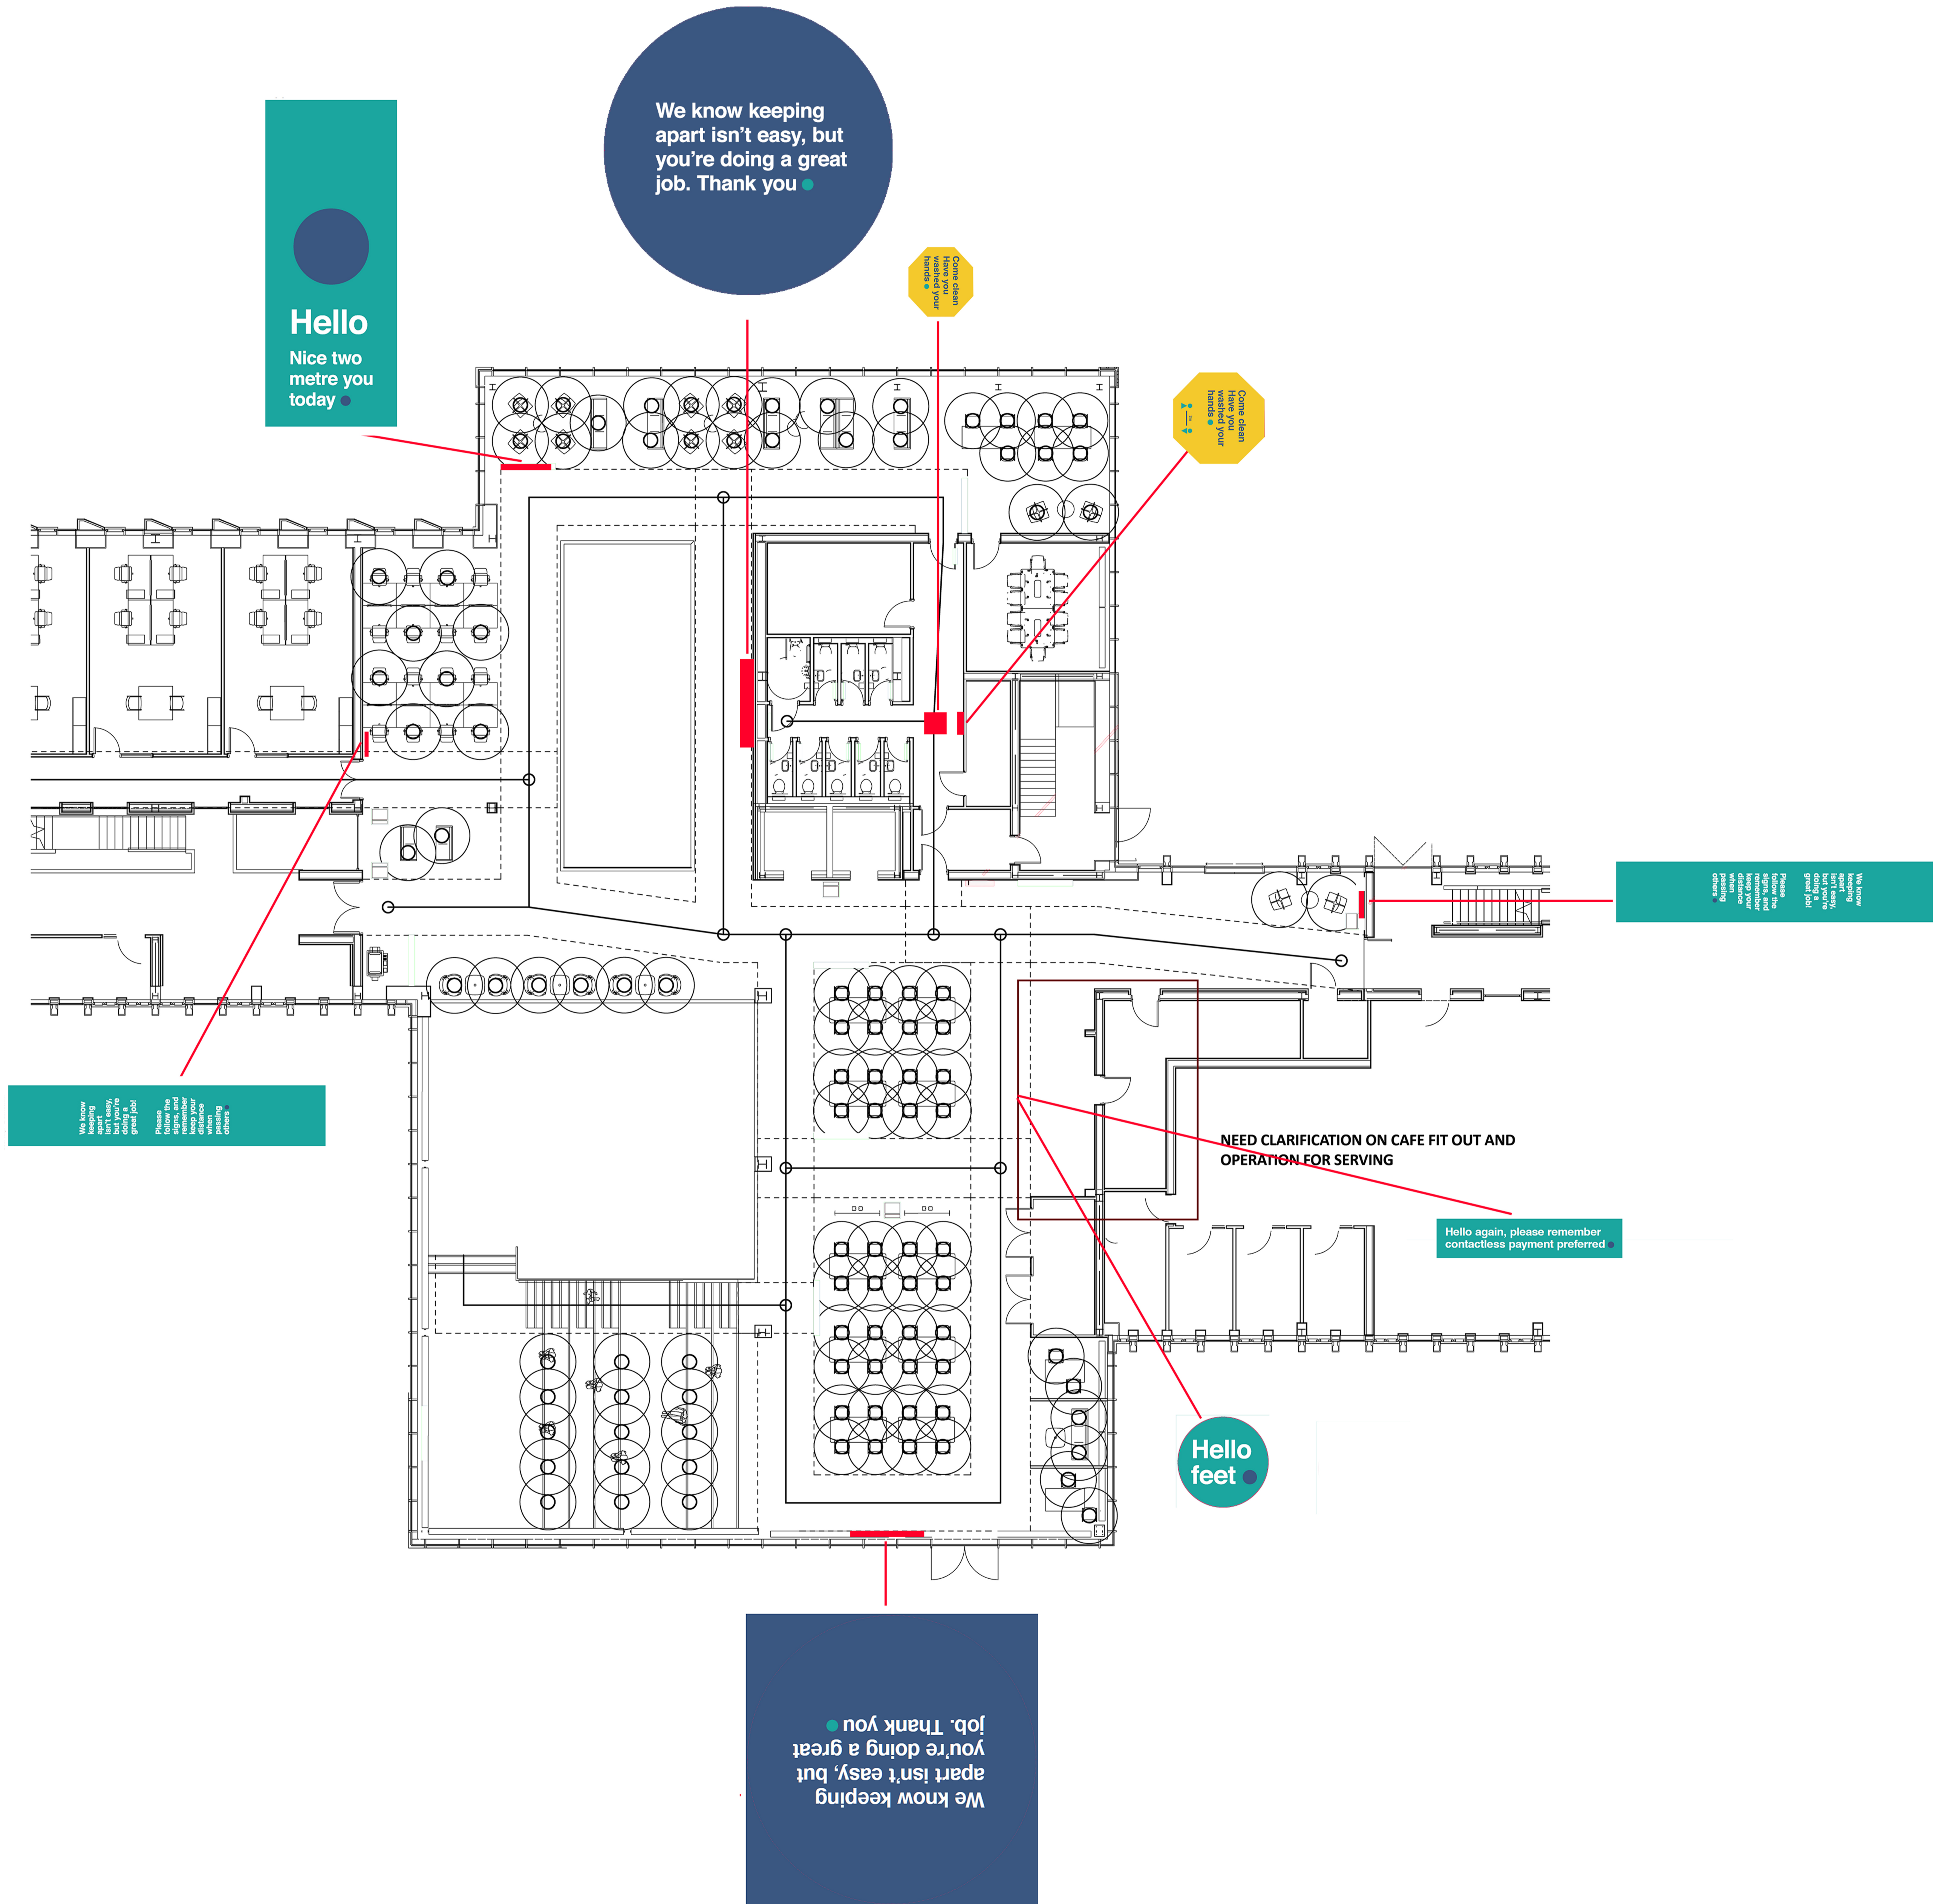 We know keeping
apart isn't easy, but
you're doing a great
job. Thank you
Hello
Nice two
metre you
today
Come clean
Have you
washed your
hands
Come clean
Have you
washed your
hands
We know
keeping
apart
isn't easy,
but you're
doing a
great job!
Please
follow the
signs, and
remember
keep your
distance
when
passing
others
We know
keeping
apart
isn't easy,
but you're
doing a
great job!
Please
follow the
signs, and
remember
keep your
distance
when
passing
others
NEED CLARIFICATION ON CAFE FIT OUT AND
OPERATION FOR SERVING
Hello again, please remember
contactless payment preferred
Hello
feet
We know keeping
apart isn't easy, but
you're doing a great
job. Thank you